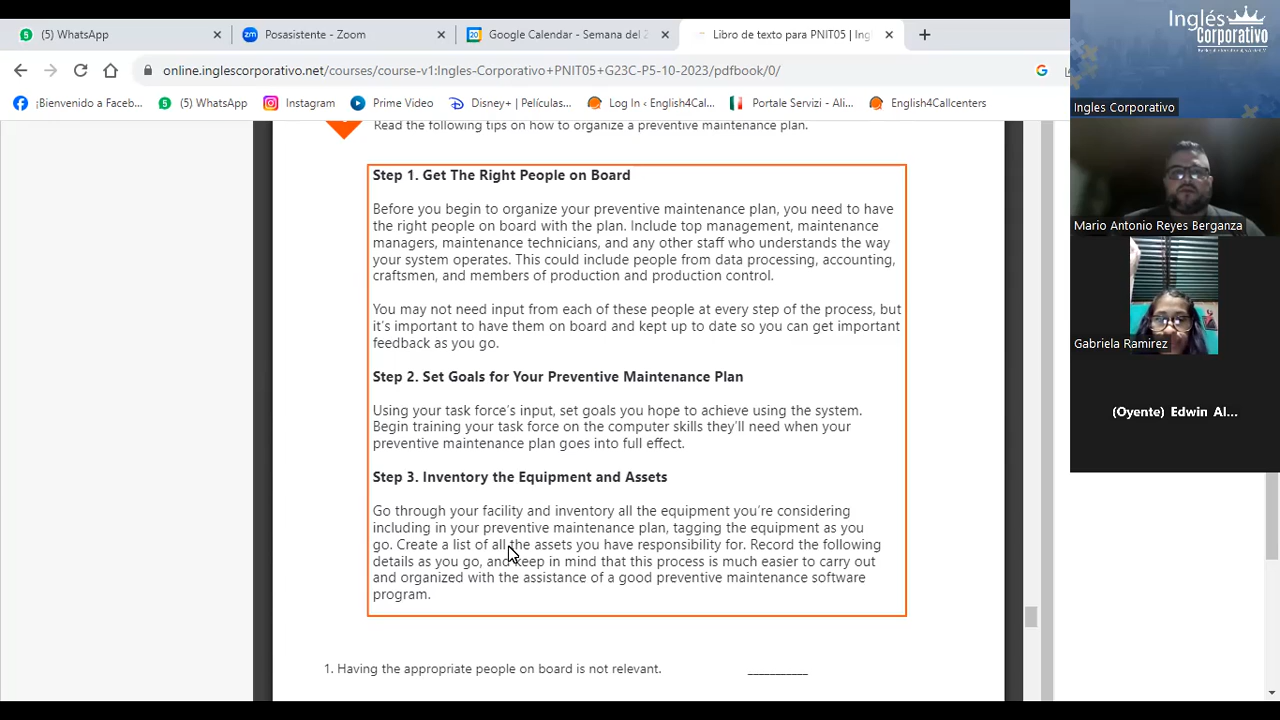 (5) WhatsApp
Posasistente - Zoom
Google Calendar - Semana del 2
Libro de texto para PNIT05 | Ing
online.inglescorporativo.net/courses/course-v1:Ingles-Corporativo+PNIT05+G23C-P5-10-2023/pdfbook/0/
¡Bienvenido a Faceb...
(5) WhatsApp
Instagram
Prime Video
Disney+ | Películas...
Log In ‹ English4Cal...
Portale Servizi - Ali...
English4Callcenters
Read the following tips on how to organize a preventive maintenance plan.
Step 1. Get The Right People on Board
Before you begin to organize your preventive maintenance plan, you need to have
the right people on board with the plan. Include top management, maintenance
managers, maintenance technicians, and any other staff who understands the way
your system operates. This could include people from data processing, accounting,
craftsmen, and members of production and production control.
You may not need input from each of these people at every step of the process, but
it's important to have them on board and kept up to date so you can get important
feedback as you go.
Step 2. Set Goals for Your Preventive Maintenance Plan
Using your task force's input, set goals you hope to achieve using the system.
Begin training your task force on the computer skills they'll need when your
preventive maintenance plan goes into full effect.
Step 3. Inventory the Equipment and Assets
Go through your facility and inventory all the equipment you're considering
including in your preventive maintenance plan, tagging the equipment as you
go. Create a list of all the assets you have responsibility for. Record the following
details as you go, and keep in mind that this process is much easier to carry out
and organized with the assistance of a good preventive maintenance software
program.
1. Having the appropriate people on board is not relevant. ___________
Inglés
Corporativo
Ingles Corporativo
Mario Antonio Reyes Berganza
Gabriela Ramirez
(Oyente) Edwin Al...